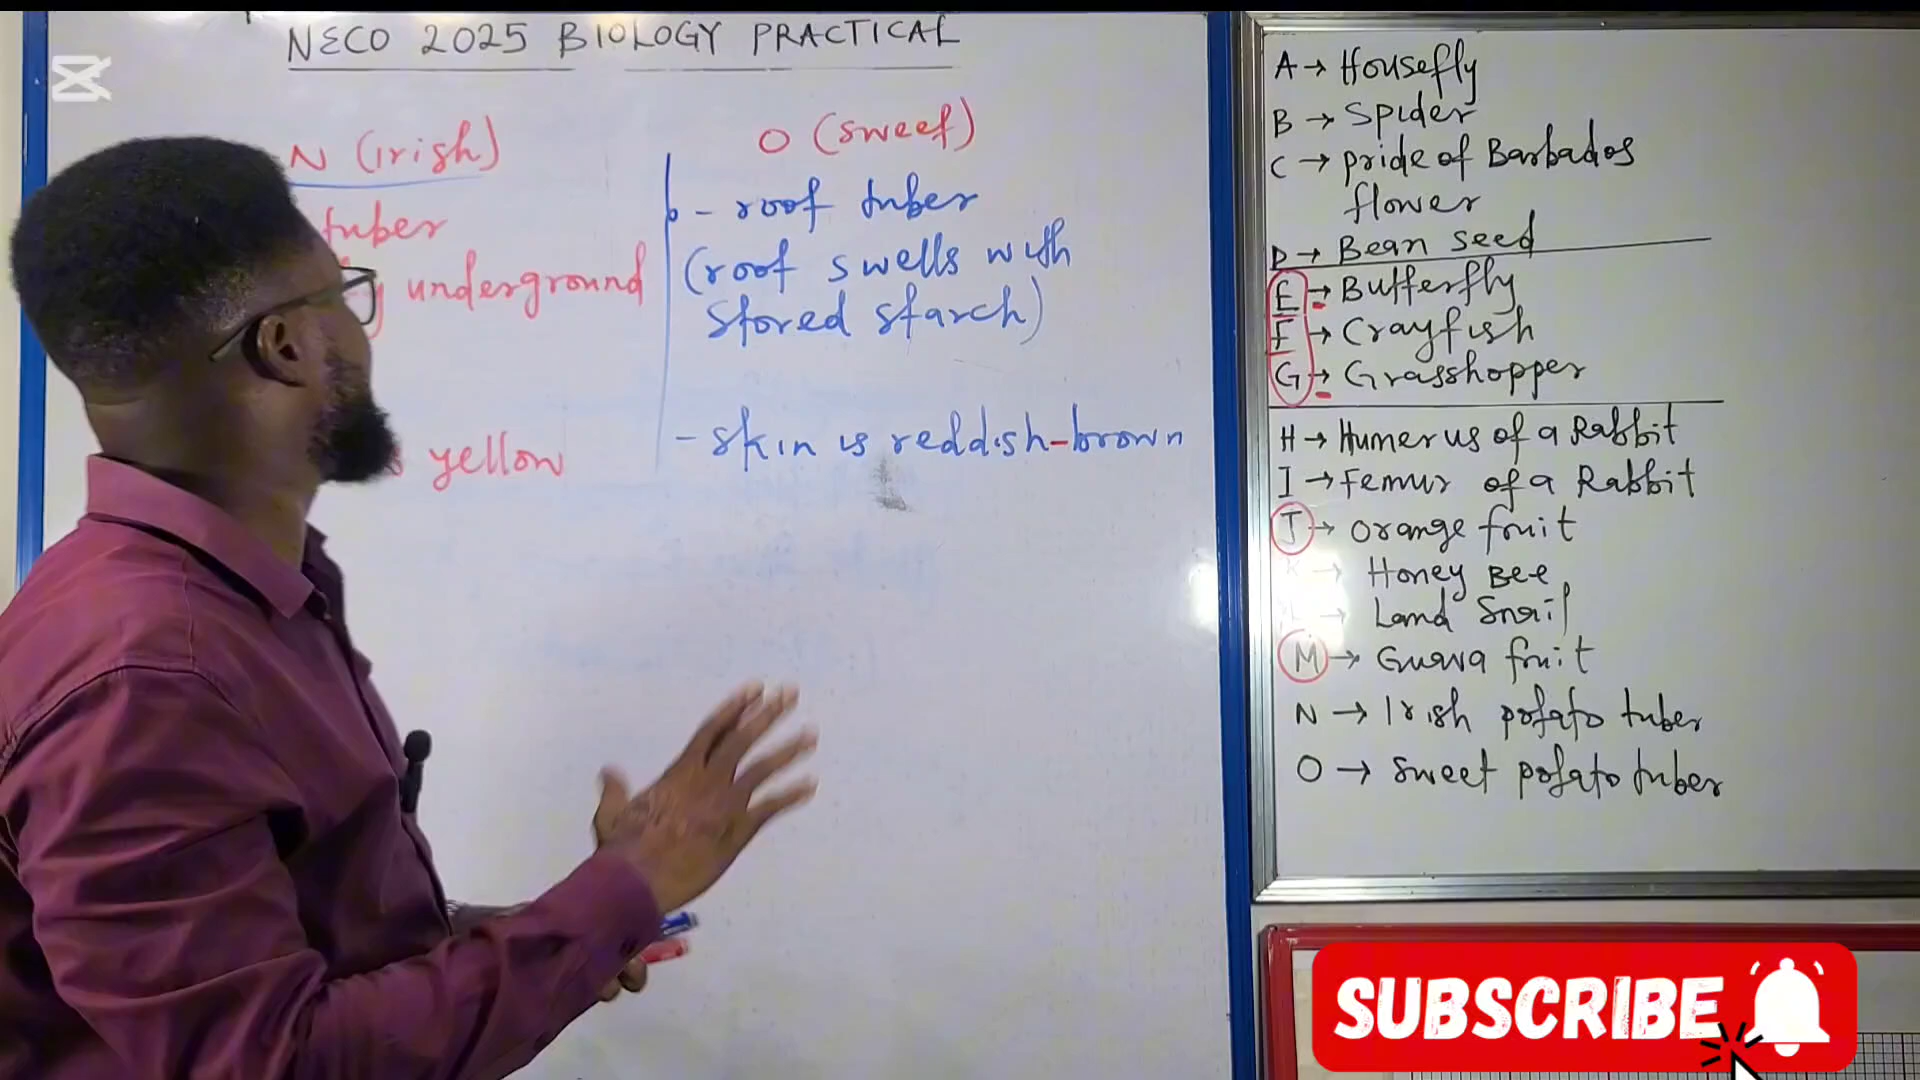 NECO 2025 BIOLOGY PRACTICAL
N (irish)
tuber
underground
yellow
O (sweet)
- root tuber
(root swells with
stored starch)
- skin is reddish-brown
A → Housefly
B → Spider
C → pride of Barbados
flower
D → Bean seed
E → Butterfly
F → Crayfish
G → Grasshopper
H → Humerus of a Rabbit
I → Femur of a Rabbit
J → Orange fruit
K → Honey Bee
L → Land Snail
M → Guava fruit
N → Irish potato tuber
O → Sweet potato tuber
SUBSCRIBE